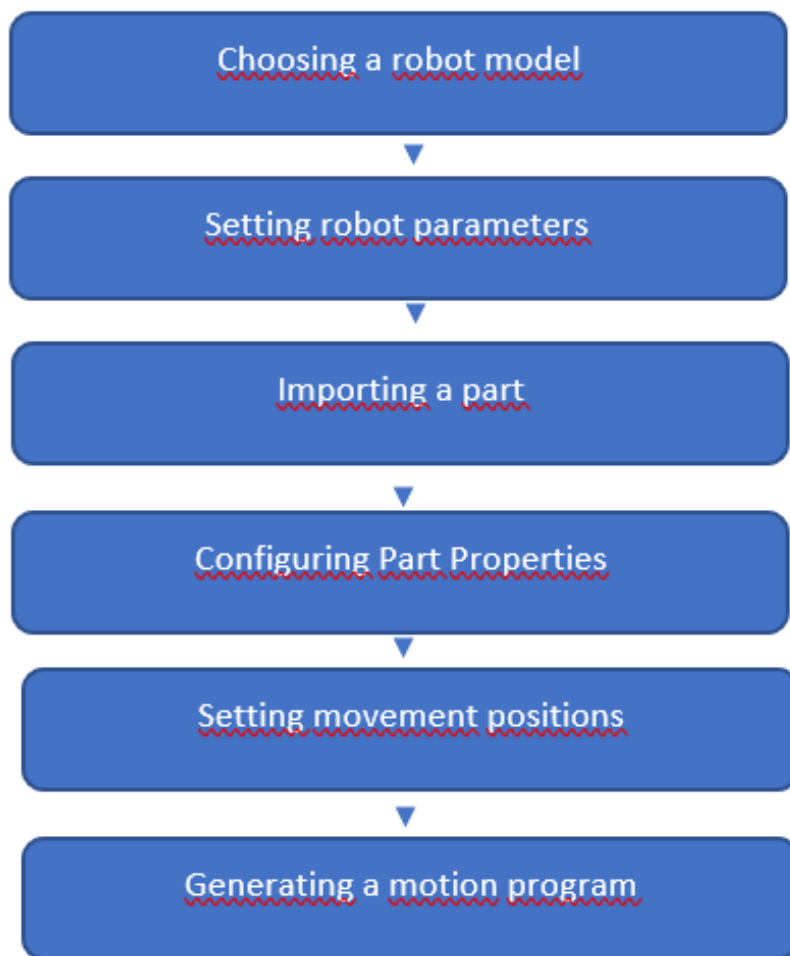 Choosing a robot model
Setting robot parameters
Importing a part
Configuring Part Properties
Setting movement positions
Generating a motion program